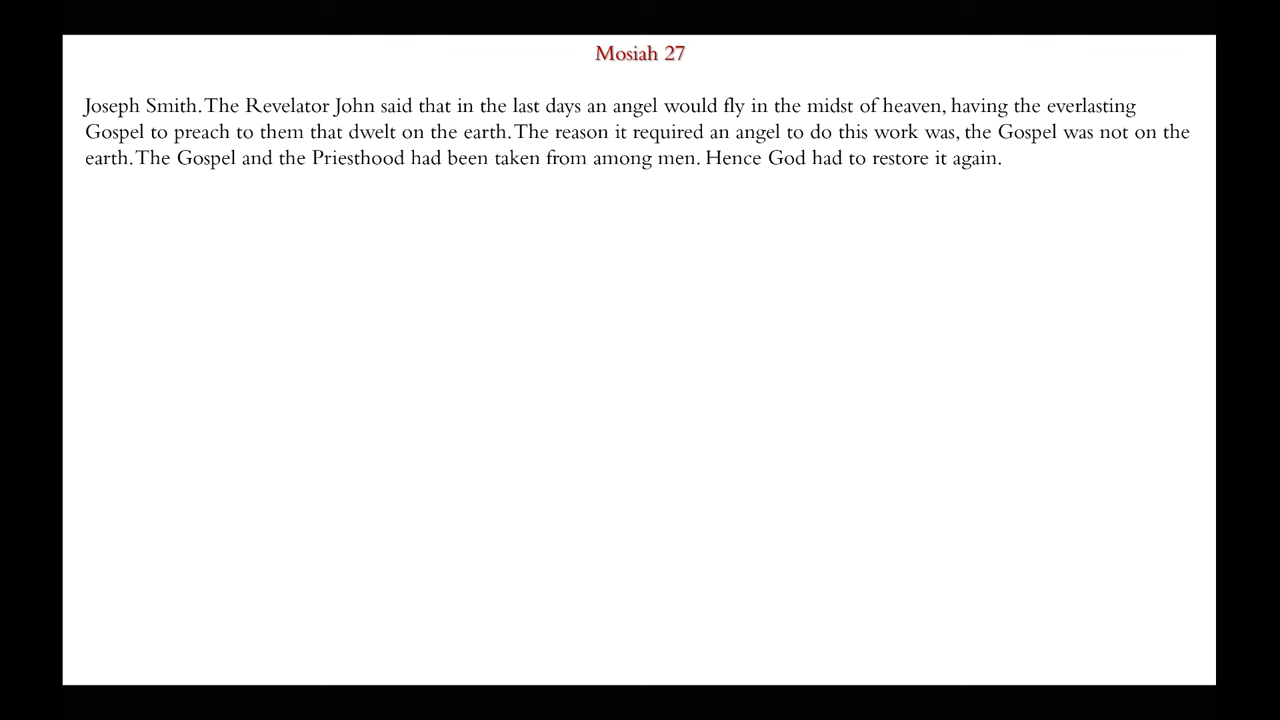 Mosiah 27
Joseph Smith. The Revelator John said that in the last days an angel would fly in the midst of heaven, having the everlasting
Gospel to preach to them that dwelt on the earth. The reason it required an angel to do this work was, the Gospel was not on the
earth. The Gospel and the Priesthood had been taken from among men. Hence God had to restore it again.